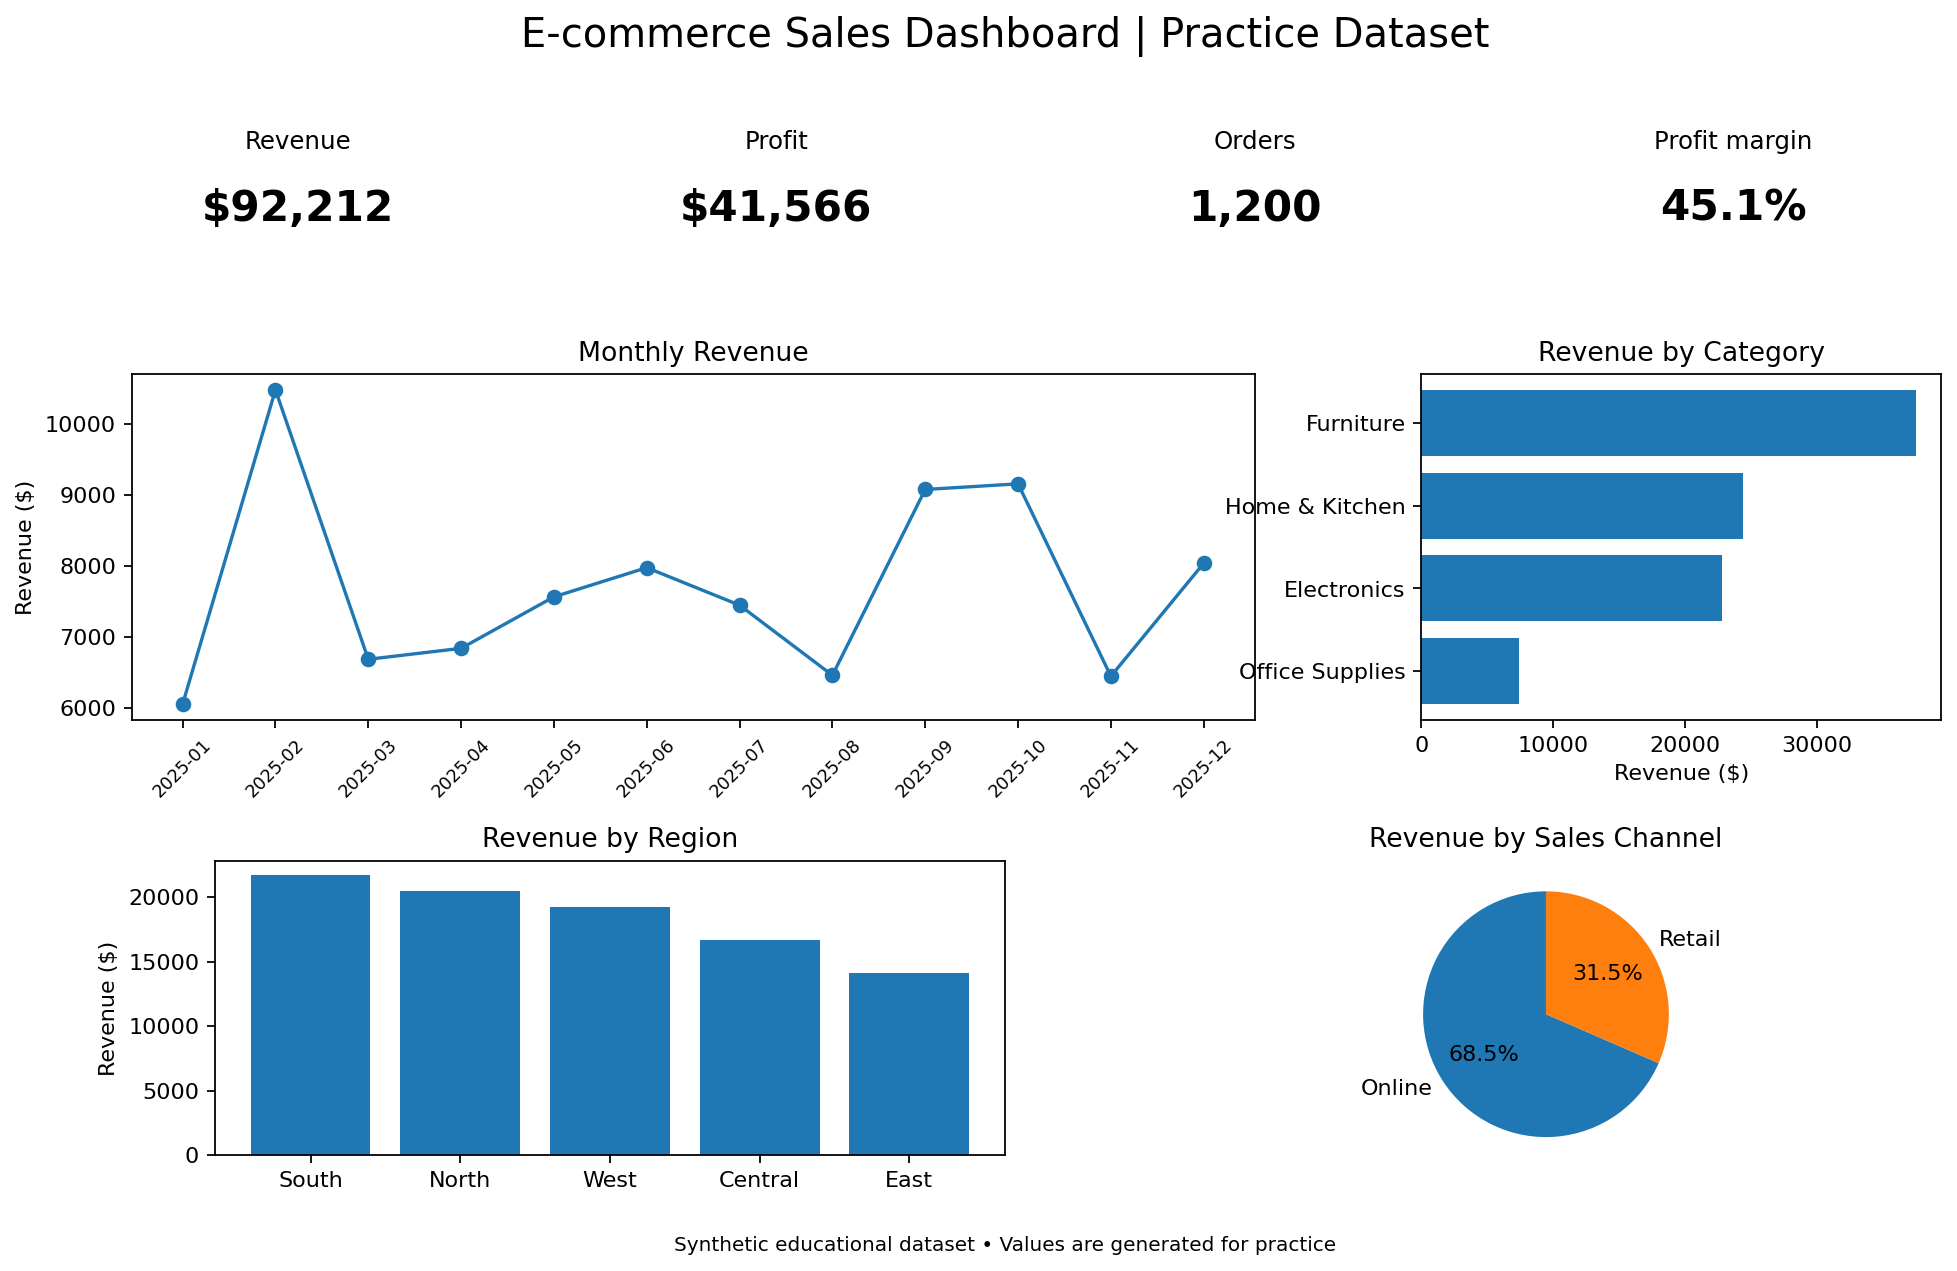 E-commerce Sales Dashboard | Practice Dataset
Revenue
$92,212
Profit
$41,566
Orders
1,200
Profit margin
45.1%
Monthly Revenue
Revenue ($)
10000
9000
8000
7000
6000
2025-01
2025-02
2025-03
2025-04
2025-05
2025-06
2025-07
2025-08
2025-09
2025-10
2025-11
2025-12
Revenue by Category
Furniture
Home & Kitchen
Electronics
Office Supplies
0
10000
20000
30000
Revenue ($)
Revenue by Region
Revenue ($)
20000
15000
10000
5000
0
South
North
West
Central
East
Revenue by Sales Channel
Retail
31.5%
68.5%
Online
Synthetic educational dataset • Values are generated for practice